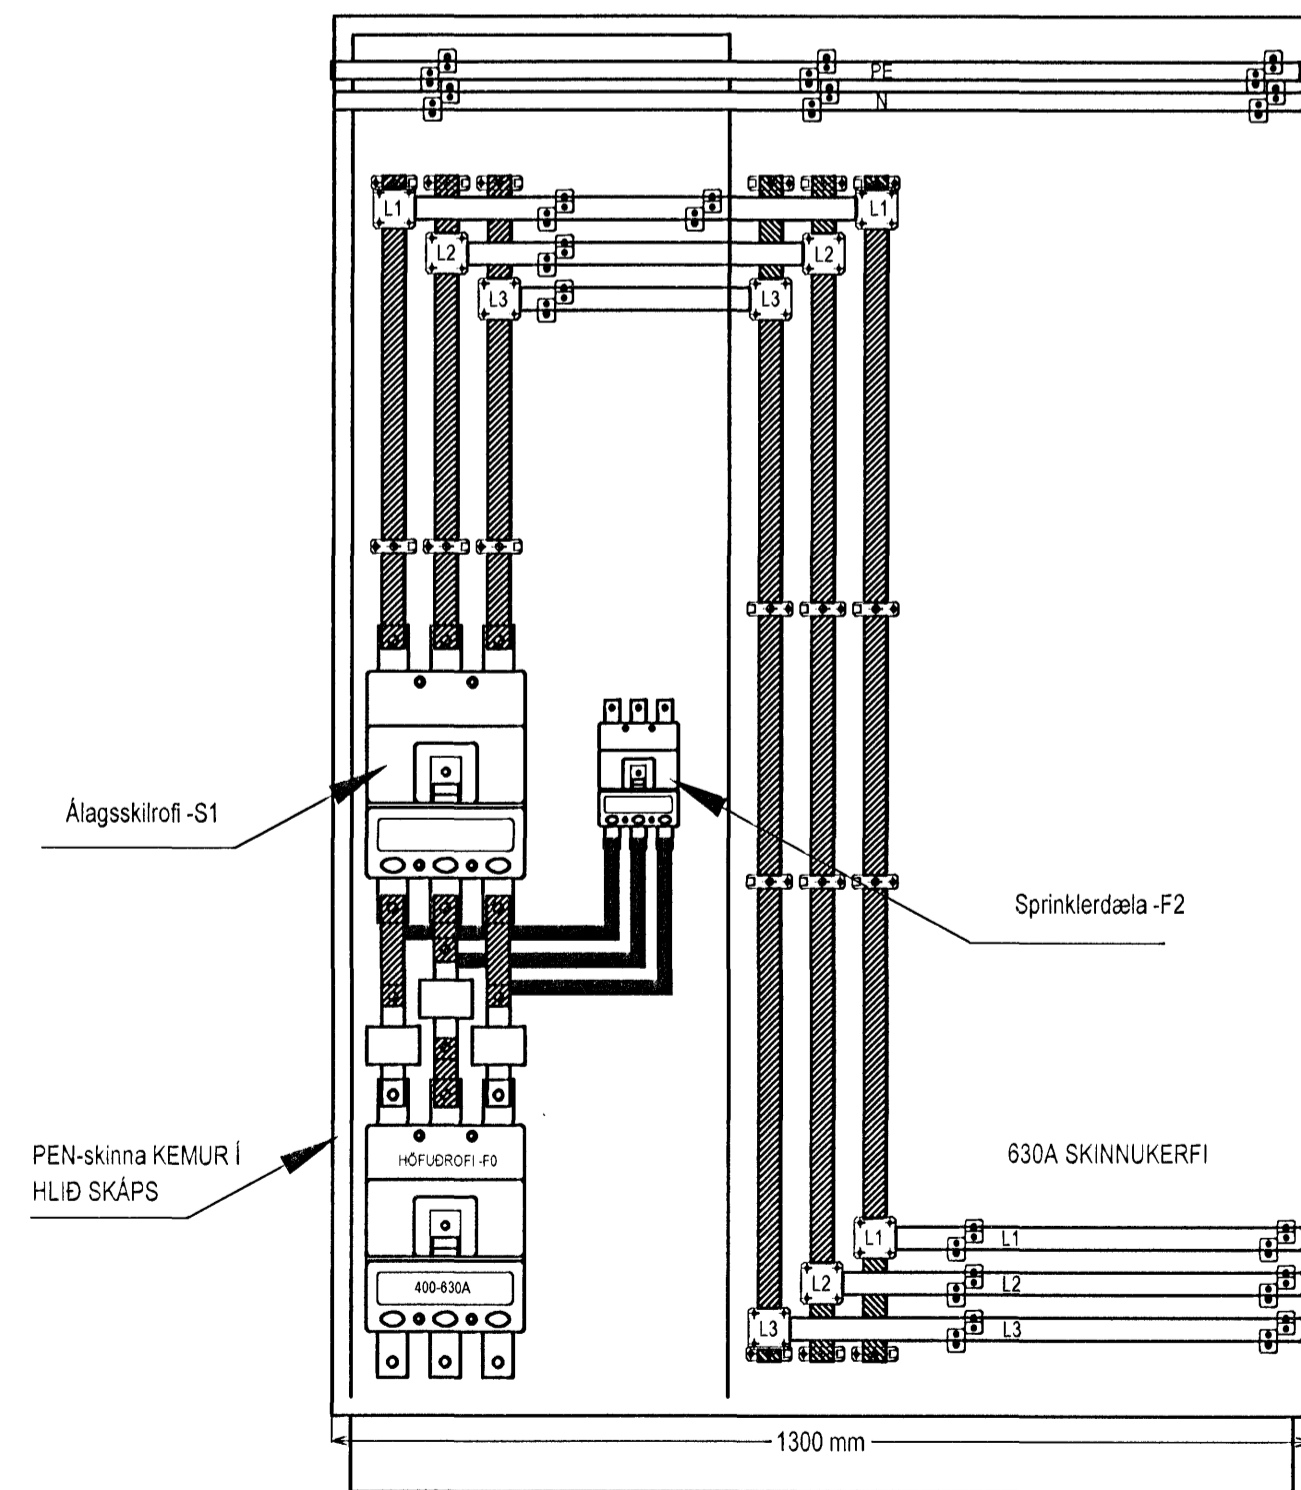 PE
N
L1
L1
L2
L2
L3
L3
Álagsskilrofi -S1
Sprinklerdæla -F2
PEN-skinna KEMUR Í
HLIÐ SKÁPS
HÖFUÐROFI -F0
400-630A
630A SKINNUKERFI
L1
L1
L2
L2
L3
L3
1300 mm